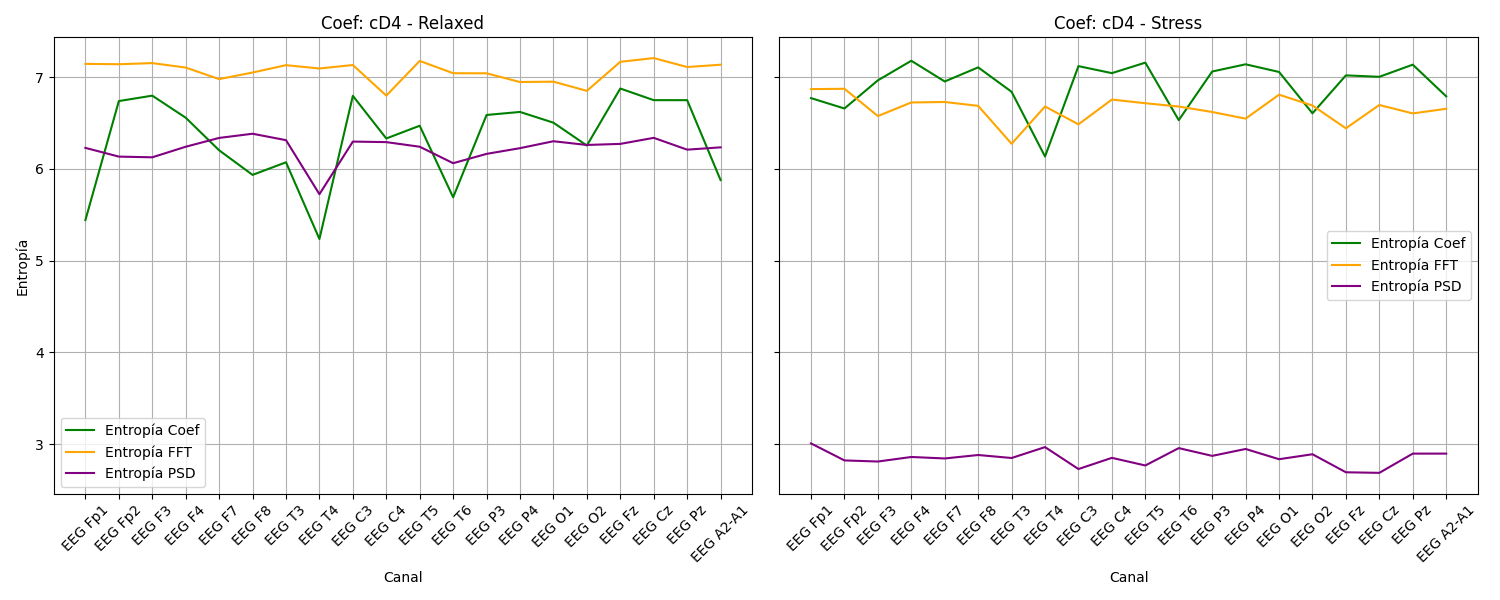 Coef: cD4 - Relaxed
Entropía
7
6
5
4
3
Entropía Coef
Entropía FFT
Entropía PSD
EEG Fp1
EEG Fp2
EEG F3
EEG F4
EEG F7
EEG F8
EEG T3
EEG T4
EEG C3
EEG C4
EEG T5
EEG T6
EEG P3
EEG P4
EEG O1
EEG O2
EEG Fz
EEG Cz
EEG Pz
EEG A2-A1
Canal
Coef: cD4 - Stress
Entropía Coef
Entropía FFT
Entropía PSD
EEG Fp1
EEG Fp2
EEG F3
EEG F4
EEG F7
EEG F8
EEG T3
EEG T4
EEG C3
EEG C4
EEG T5
EEG T6
EEG P3
EEG P4
EEG O1
EEG O2
EEG Fz
EEG Cz
EEG Pz
EEG A2-A1
Canal